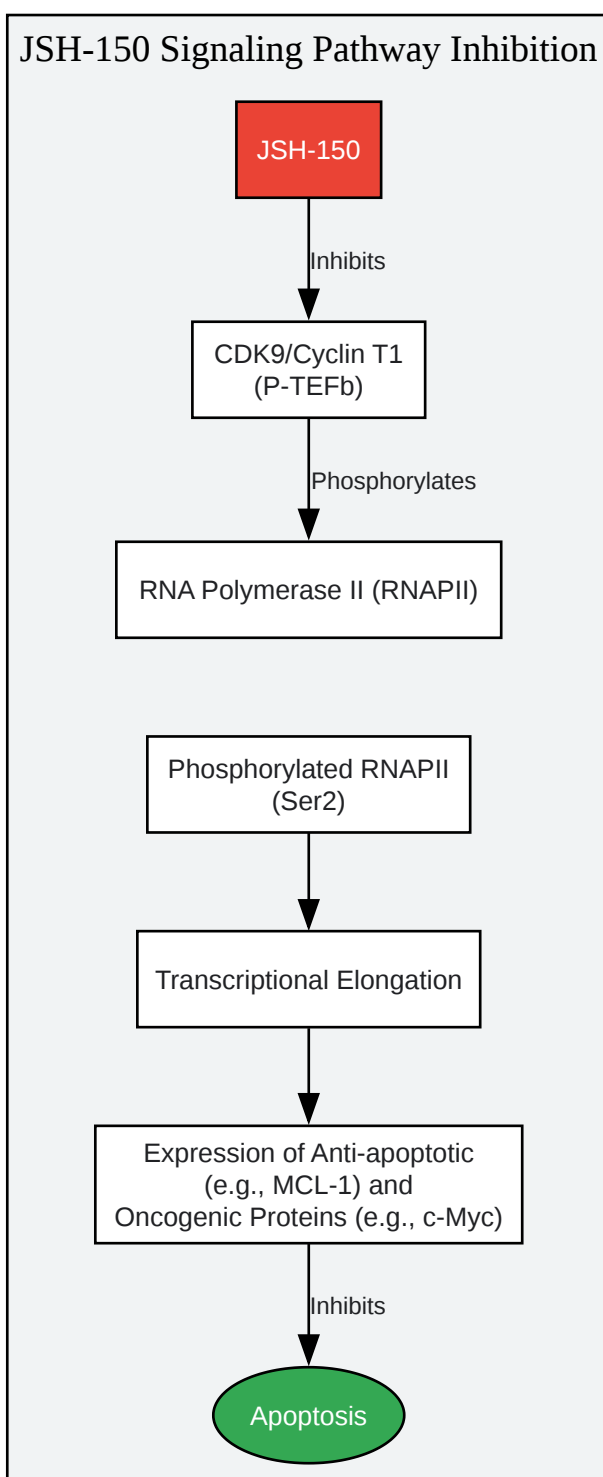 JSH-150 Signaling Pathway Inhibition
JSH-150
Inhibits
CDK9/Cyclin T1
(P-TEFb)
Phosphorylates
RNA Polymerase II (RNAPII)
Phosphorylated RNAPII
(Ser2)
Transcriptional Elongation
Expression of Anti-apoptotic
(e.g., MCL-1) and
Oncogenic Proteins (e.g., c-Myc)
Inhibits
Apoptosis